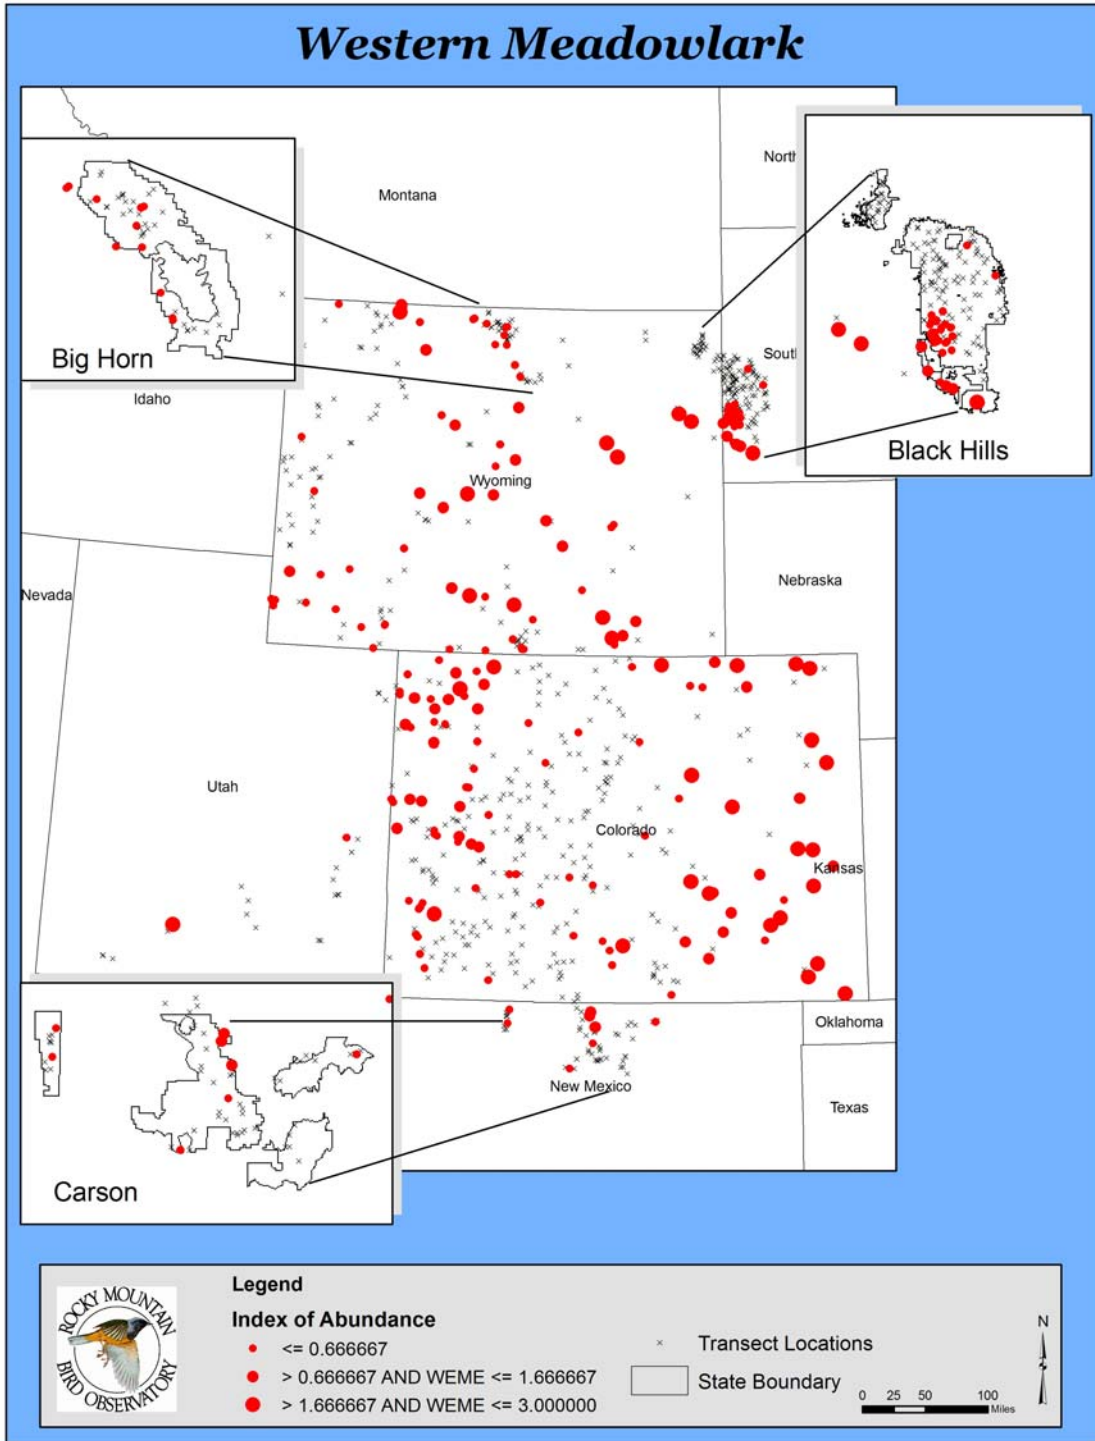 Western Meadowlark
Montana
North
Big Horn
Idaho
South
Black Hills
Wyoming
Nebraska
Nevada
Utah
Colorado
Kansas
Oklahoma
New Mexico
Texas
Carson
Legend
Index of Abundance
<= 0.666667
> 0.666667 AND WEME <= 1.666667
> 1.666667 AND WEME <= 3.000000
Transect Locations
State Boundary
ROCKY MOUNTAIN
BIRD OBSERVATORY
N
0 25 50 100
Miles